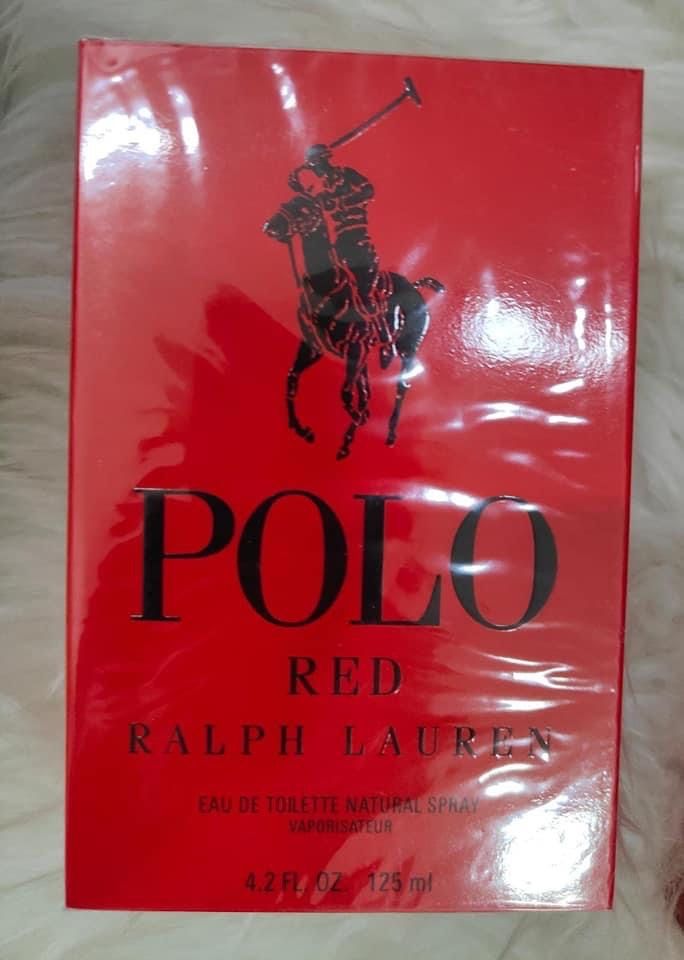 POLO
RED
RALPH LAUREN
EAU DE TOILETTE NATURAL SPRAY
VAPORISATEUR
4.2 FL. OZ. 125 ml